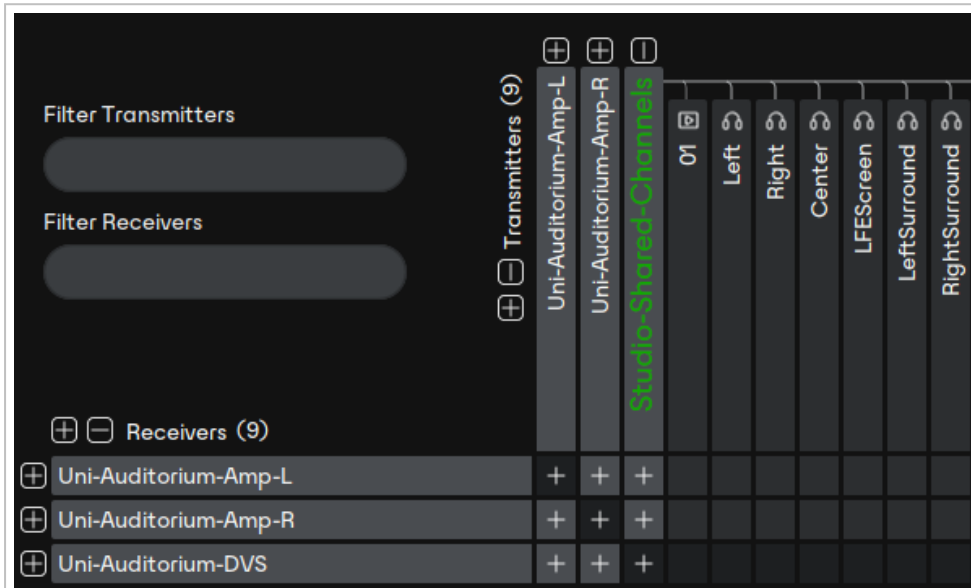 Filter Transmitters
Filter Receivers
Transmitters (9)
Uni-Auditorium-Amp-L
Uni-Auditorium-Amp-R
Studio-Shared-Channels
01
Left
Right
Center
LFEScreen
LeftSurround
RightSurround
Receivers (9)
Uni-Auditorium-Amp-L
Uni-Auditorium-Amp-R
Uni-Auditorium-DVS